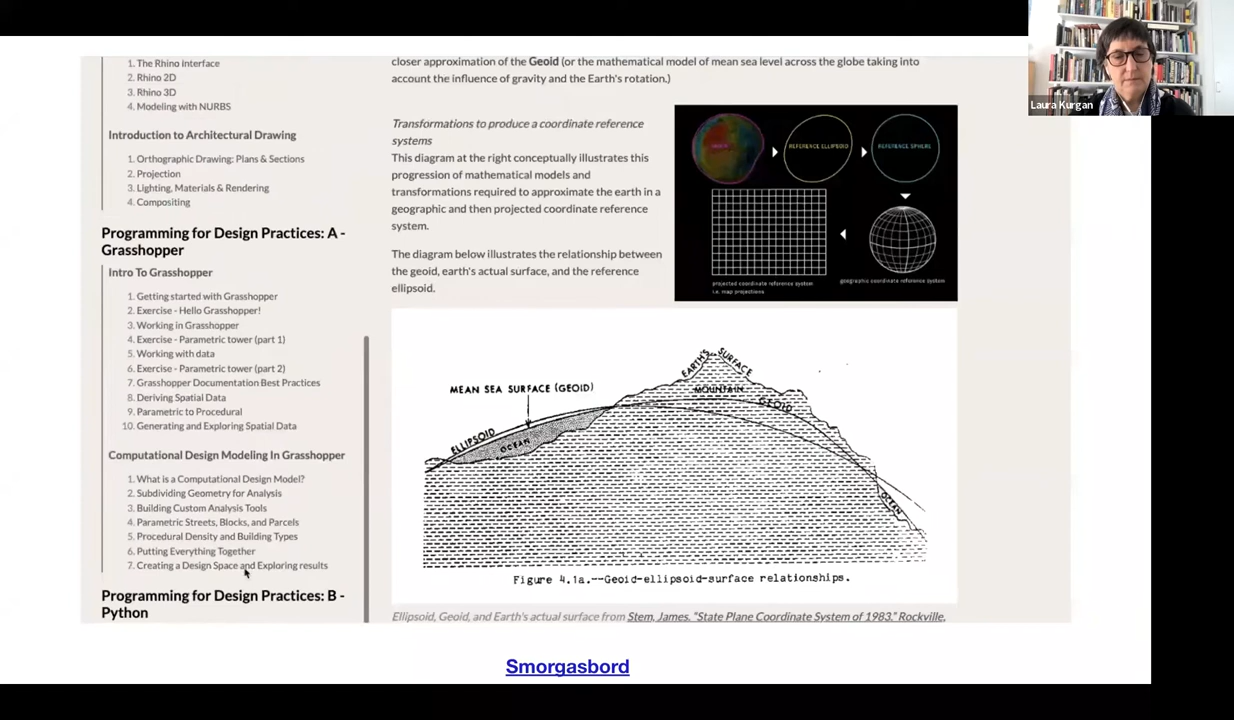 Laura Kurgan
1. The Rhino Interface
2. Rhino 2D
3. Rhino 3D
4. Modeling with NURBS
Introduction to Architectural Drawing
1. Orthographic Drawing: Plans & Sections
2. Projection
3. Lighting, Materials & Rendering
4. Compositing
Programming for Design Practices: A -
Grasshopper
Intro To Grasshopper
1. Getting started with Grasshopper
2. Exercise - Hello Grasshopper!
3. Working in Grasshopper
4. Exercise - Parametric tower (part 1)
5. Working with data
6. Exercise - Parametric tower (part 2)
7. Grasshopper Documentation Best Practices
8. Deriving Spatial Data
9. Parametric to Procedural
10. Generating and Exploring Spatial Data
Computational Design Modeling In Grasshopper
1. What is a Computational Design Model?
2. Subdividing Geometry for Analysis
3. Building Custom Analysis Tools
4. Parametric Streets, Blocks, and Parcels
5. Procedural Density and Building Types
6. Putting Everything Together
7. Creating a Design Space and Exploring results
Programming for Design Practices: B -
Python
closer approximation of the Geoid (or the mathematical model of mean sea level across the globe taking into
account the influence of gravity and the Earth's rotation.)
Transformations to produce a coordinate reference
systems
This diagram at the right conceptually illustrates this
progression of mathematical models and
transformations required to approximate the earth in a
geographic and then projected coordinate reference
system.
The diagram below illustrates the relationship between
the geoid, earth's actual surface, and the reference
ellipsoid.
REFERENCE ELLIPSOID
REFERENCE SPHERE
projected coordinate reference system
i.e. map projections
geographic coordinate reference system
EARTH'S SURFACE
MEAN SEA SURFACE (GEOID)
MOUNTAIN
GEOID
ELLIPSOID
OCEAN
OCEAN
Figure 4.1a.--Geoid-ellipsoid-surface relationships.
Ellipsoid, Geoid, and Earth's actual surface from Stem, James. "State Plane Coordinate System of 1983." Rockville,
Smorgasbord